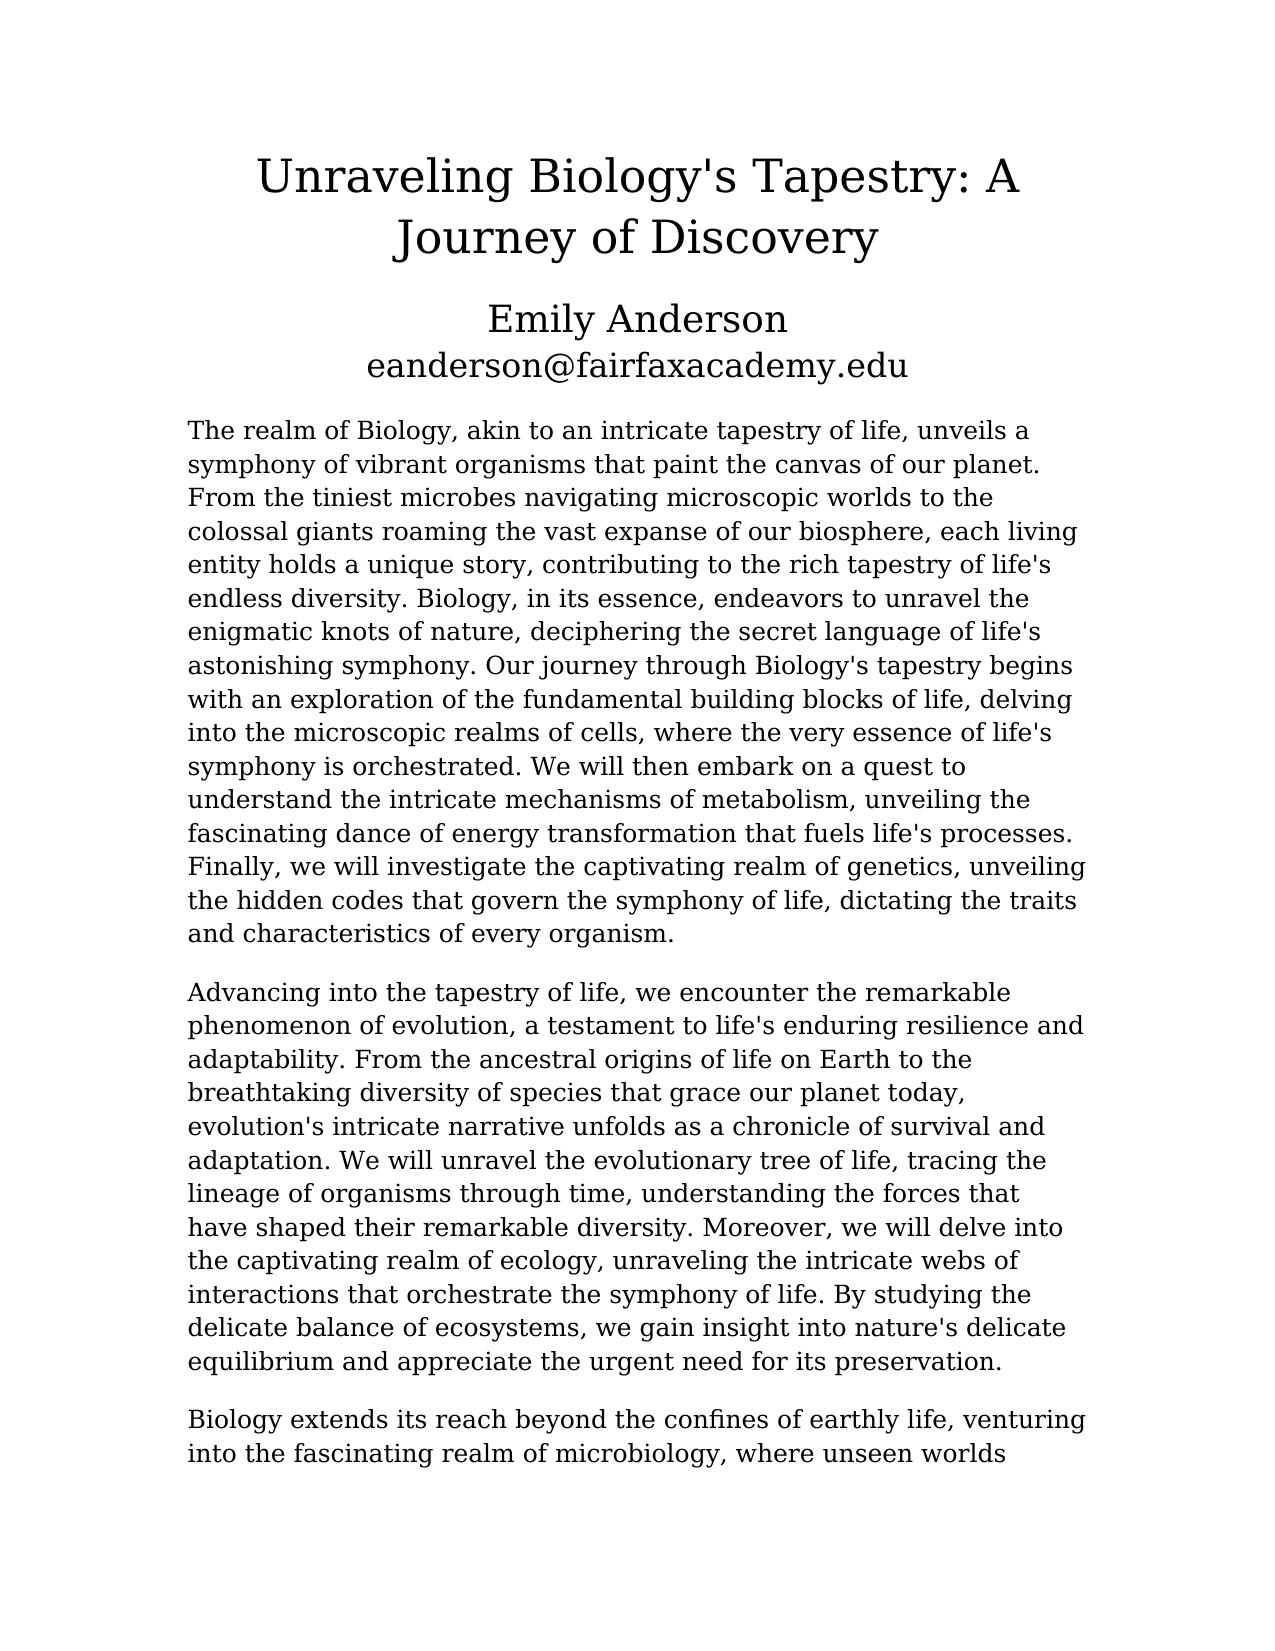 Unraveling Biology's Tapestry: A
Journey of Discovery
Emily Anderson
eanderson@fairfaxacademy.edu
The realm of Biology, akin to an intricate tapestry of life, unveils a
symphony of vibrant organisms that paint the canvas of our planet.
From the tiniest microbes navigating microscopic worlds to the
colossal giants roaming the vast expanse of our biosphere, each living
entity holds a unique story, contributing to the rich tapestry of life's
endless diversity. Biology, in its essence, endeavors to unravel the
enigmatic knots of nature, deciphering the secret language of life's
astonishing symphony. Our journey through Biology's tapestry begins
with an exploration of the fundamental building blocks of life, delving
into the microscopic realms of cells, where the very essence of life's
symphony is orchestrated. We will then embark on a quest to
understand the intricate mechanisms of metabolism, unveiling the
fascinating dance of energy transformation that fuels life's processes.
Finally, we will investigate the captivating realm of genetics, unveiling
the hidden codes that govern the symphony of life, dictating the traits
and characteristics of every organism.
Advancing into the tapestry of life, we encounter the remarkable
phenomenon of evolution, a testament to life's enduring resilience and
adaptability. From the ancestral origins of life on Earth to the
breathtaking diversity of species that grace our planet today,
evolution's intricate narrative unfolds as a chronicle of survival and
adaptation. We will unravel the evolutionary tree of life, tracing the
lineage of organisms through time, understanding the forces that
have shaped their remarkable diversity. Moreover, we will delve into
the captivating realm of ecology, unraveling the intricate webs of
interactions that orchestrate the symphony of life. By studying the
delicate balance of ecosystems, we gain insight into nature's delicate
equilibrium and appreciate the urgent need for its preservation.
Biology extends its reach beyond the confines of earthly life, venturing
into the fascinating realm of microbiology, where unseen worlds